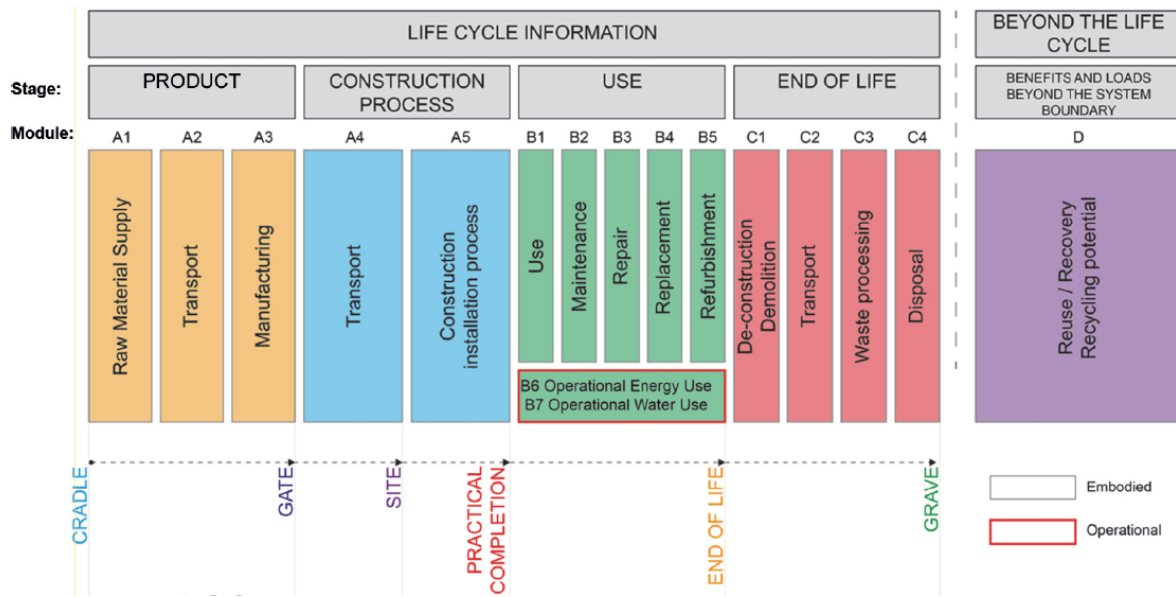 LIFE CYCLE INFORMATION
BEYOND THE LIFE
CYCLE
Stage:
PRODUCT
CONSTRUCTION
PROCESS
USE
END OF LIFE
BENEFITS AND LOADS
BEYOND THE SYSTEM
BOUNDARY
Module:
A1
A2
A3
A4
A5
B1
B2
B3
B4
B5
C1
C2
C3
C4
D
Raw Material Supply
Transport
Manufacturing
Transport
Construction
installation process
Use
Maintenance
Repair
Replacement
Refurbishment
B6 Operational Energy Use
B7 Operational Water Use
De-construction
Demolition
Transport
Waste processing
Disposal
Reuse / Recovery
Recycling potential
CRADLE
GATE
SITE
PRACTICAL
COMPLETION
END OF LIFE
GRAVE
Embodied
Operational